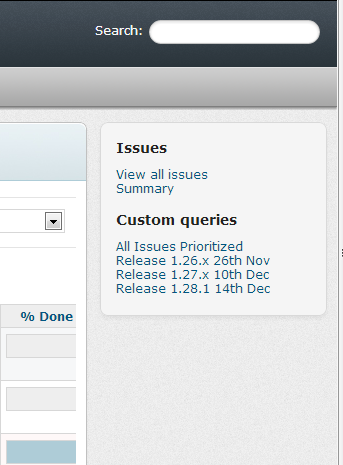 Search:
Issues
View all issues
Summary
Custom queries
All Issues Prioritized
Release 1.26.x 26th Nov
Release 1.27.x 10th Dec
Release 1.28.1 14th Dec
% Done